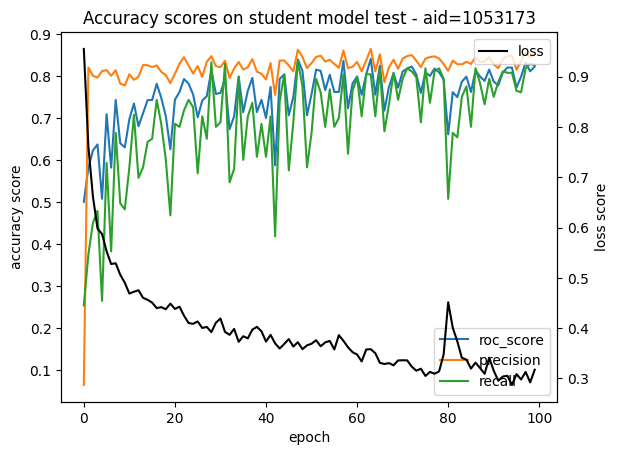 Accuracy scores on student model test - aid=1053173
accuracy score
0.9
0.8
0.7
0.6
0.5
0.4
0.3
0.2
0.1
loss
0.9
0.8
0.7
0.6
0.5
0.4
0.3
loss score
roc_score
precision
recall
0
20
40
60
80
100
epoch